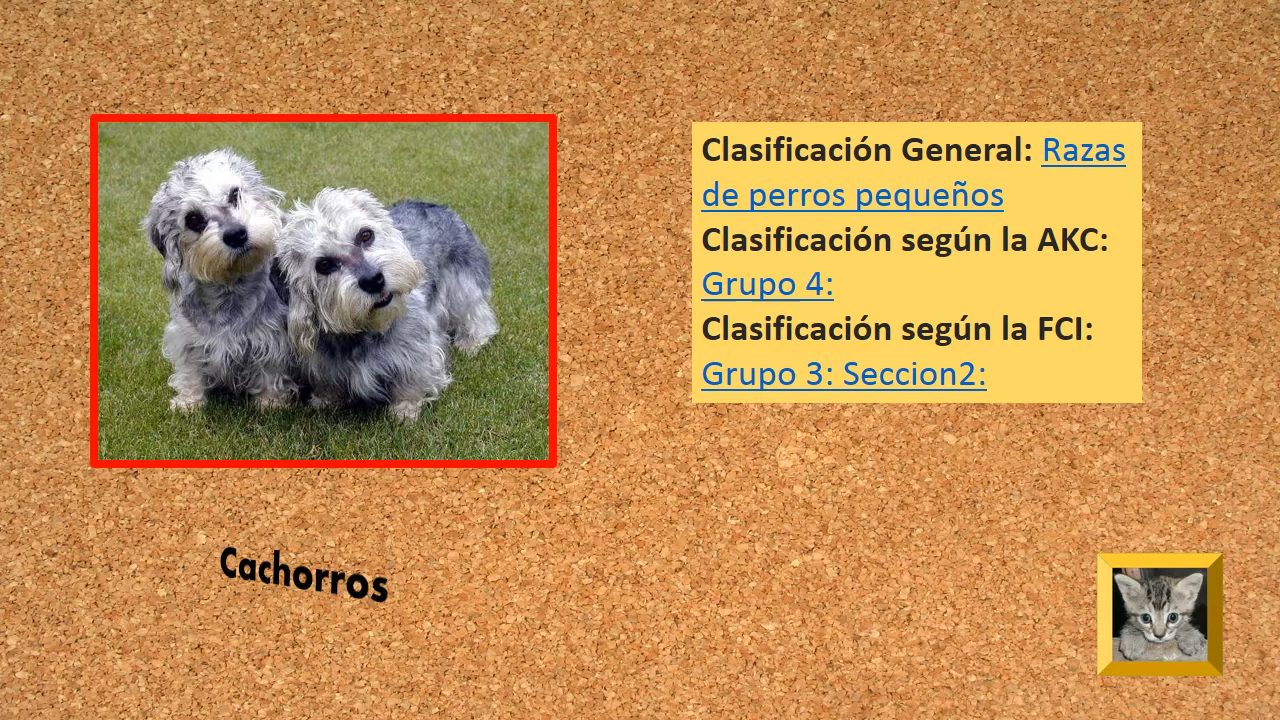 Clasificación General: Razas
de perros pequeños
Clasificación según la AKC:
Grupo 4:
Clasificación según la FCI:
Grupo 3: Seccion2:
Cachorros